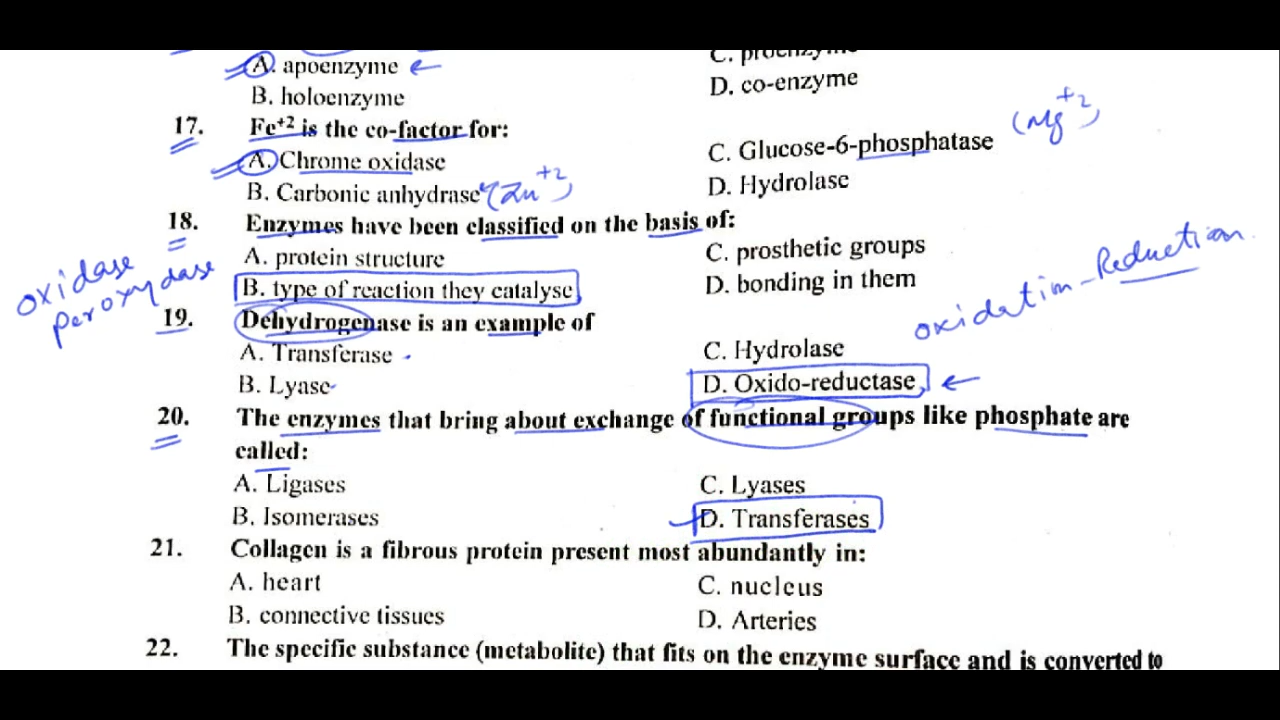 C. proenzyme
A. apoenzyme
D. co-enzyme
B. holoenzyme
17. Fe+2 is the co-factor for:
(Mg+2)
A. Chrome oxidase
C. Glucose-6-phosphatase
B. Carbonic anhydrase (Zn+2)
D. Hydrolase
18. Enzymes have been classified on the basis of:
A. protein structure
C. prosthetic groups
B. type of reaction they catalyse
D. bonding in them
oxidase
peroxydase
oxidation-Reduction
19. Dehydrogenase is an example of
A. Transferase
C. Hydrolase
B. Lyase
D. Oxido-reductase
20. The enzymes that bring about exchange of functional groups like phosphate are
called:
A. Ligases
C. Lyases
B. Isomerases
D. Transferases
21. Collagen is a fibrous protein present most abundantly in:
A. heart
C. nucleus
B. connective tissues
D. Arteries
22. The specific substance (metabolite) that fits on the enzyme surface and is converted to